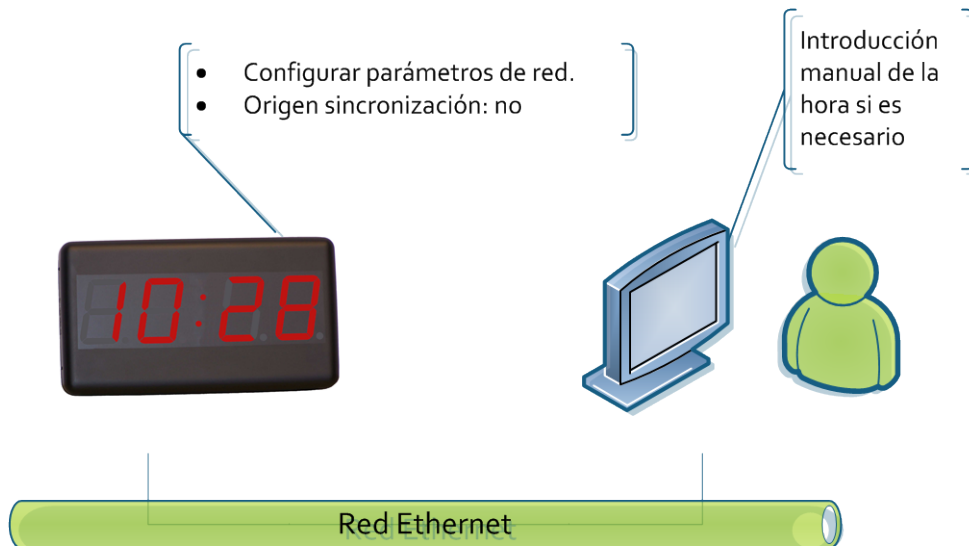 • Configurar parámetros de red.
• Origen sincronización: no
Introducción
manual de la
hora si es
necesario
10:28
Red Ethernet